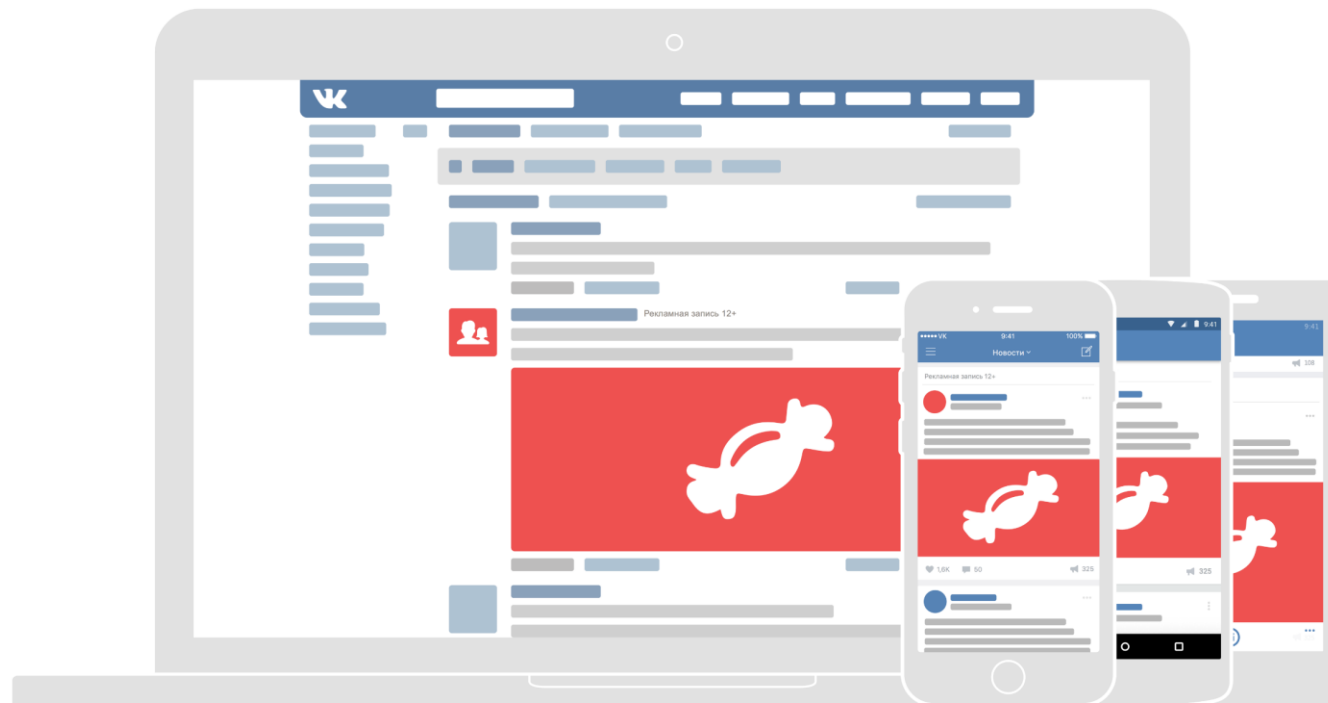 VK
Рекламная запись 12+
VK 9:41 100%
Новости
Рекламная запись 12+
1,6K 50 325
9:41
325
9:41
108